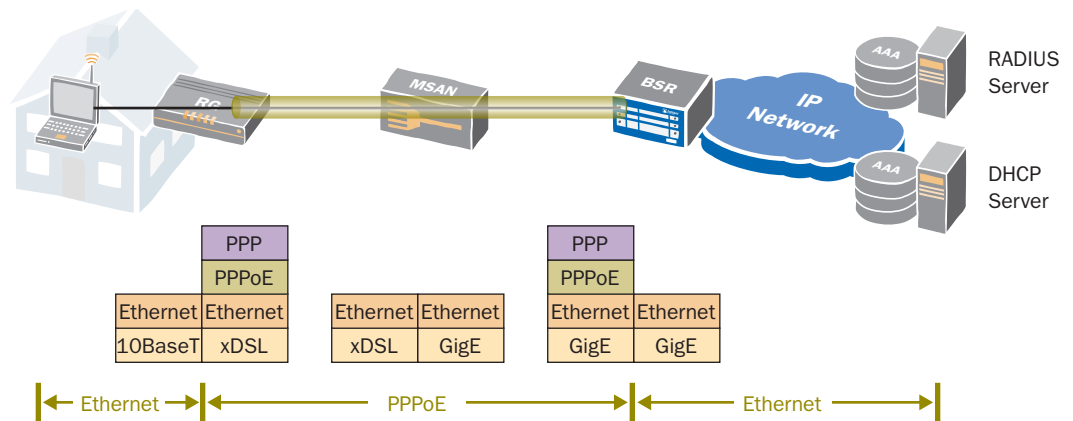 RG
MSAN
BSR
IP
Network
AAA
RADIUS
Server
AAA
DHCP
Server
PPP
PPPoE
Ethernet Ethernet
10BaseT xDSL
Ethernet Ethernet
xDSL GigE
PPP
PPPoE
Ethernet Ethernet
GigE GigE
Ethernet
PPPoE
Ethernet